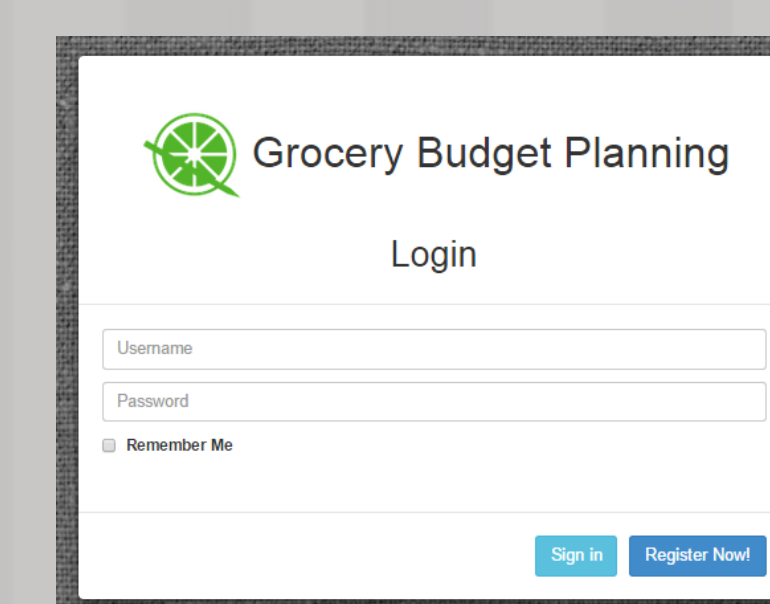 Grocery Budget Planning
Login
Username
Password
Remember Me
Sign in Register Now!